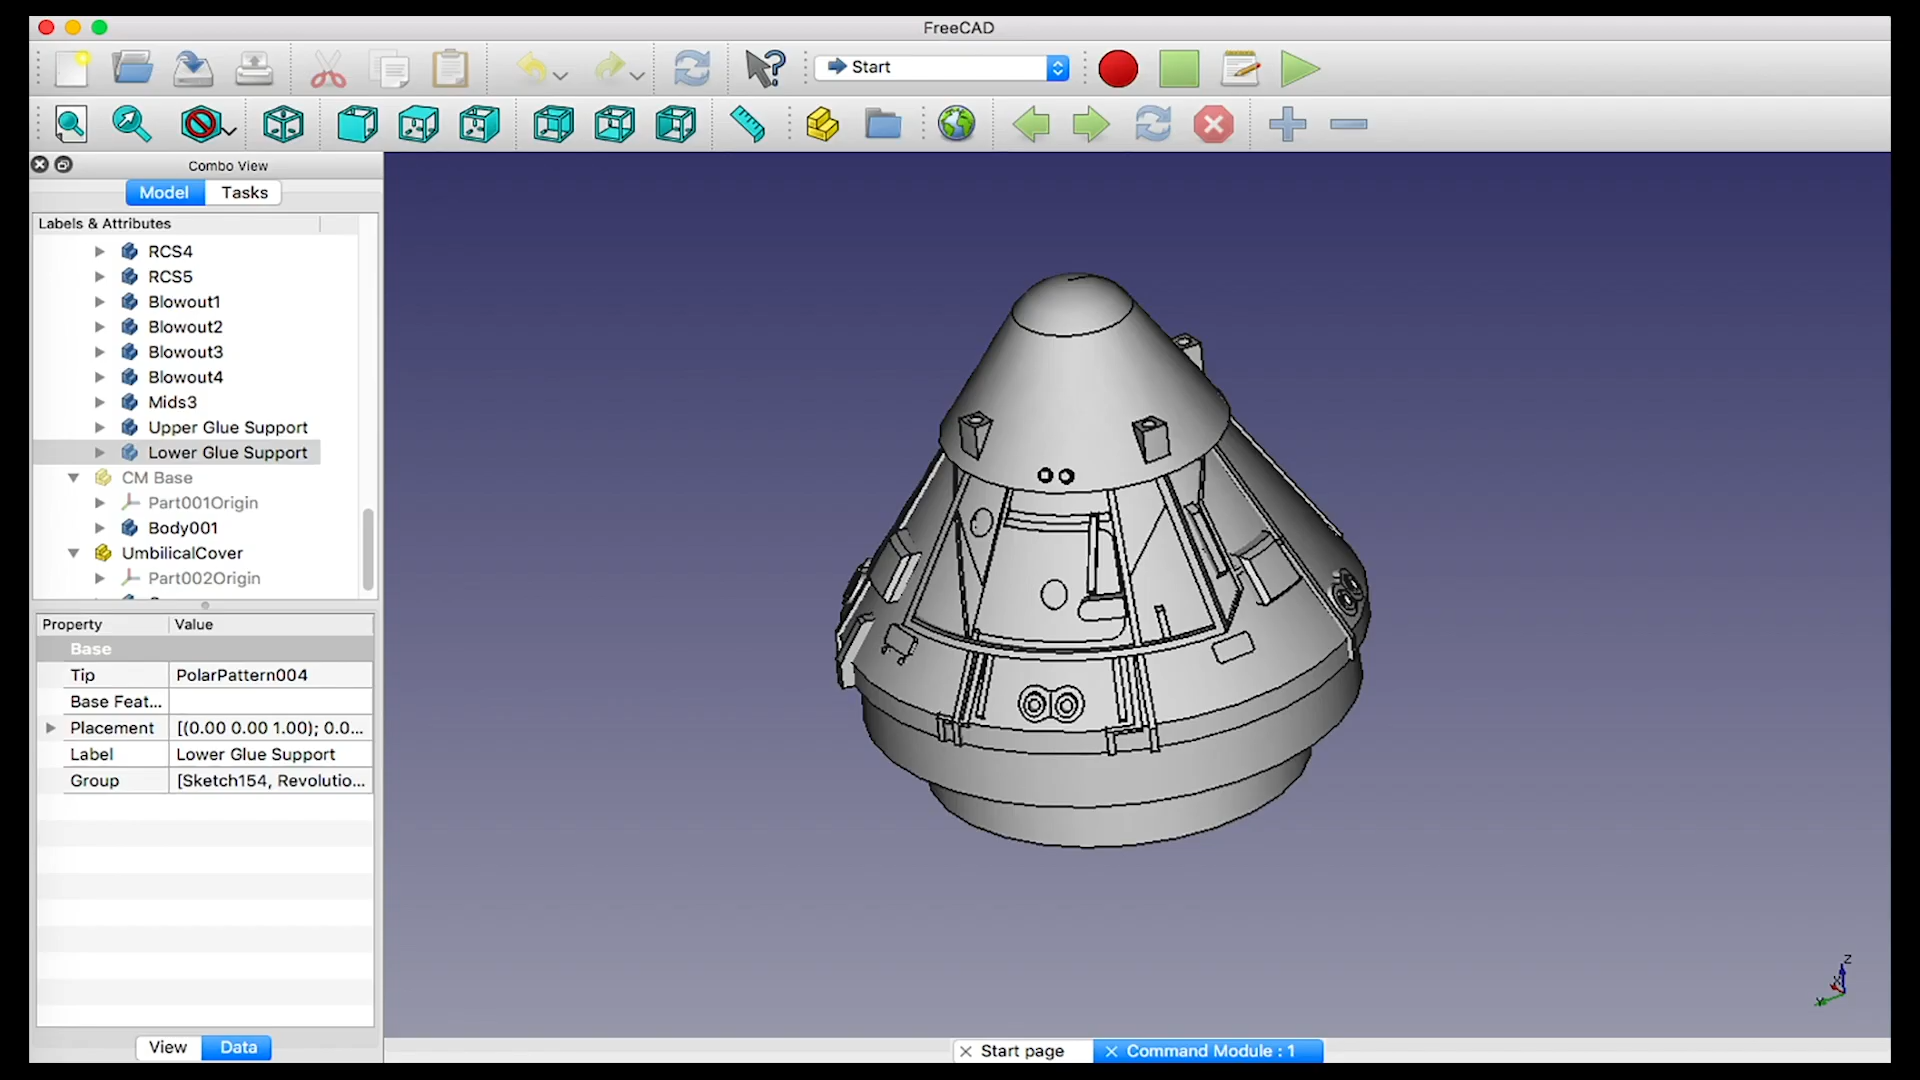 FreeCAD
Start
Combo View
Model Tasks
Labels & Attributes
RCS4
RCS5
Blowout1
Blowout2
Blowout3
Blowout4
Mids3
Upper Glue Support
Lower Glue Support
CM Base
Part001Origin
Body001
UmbilicalCover
Part002Origin
Property Value
Base
Tip PolarPattern004
Base Feat...
Placement [(0.00 0.00 1.00); 0.0...
Label Lower Glue Support
Group [Sketch154, Revolutio...
View Data
Start page
Command Module : 1
Z
X
Y